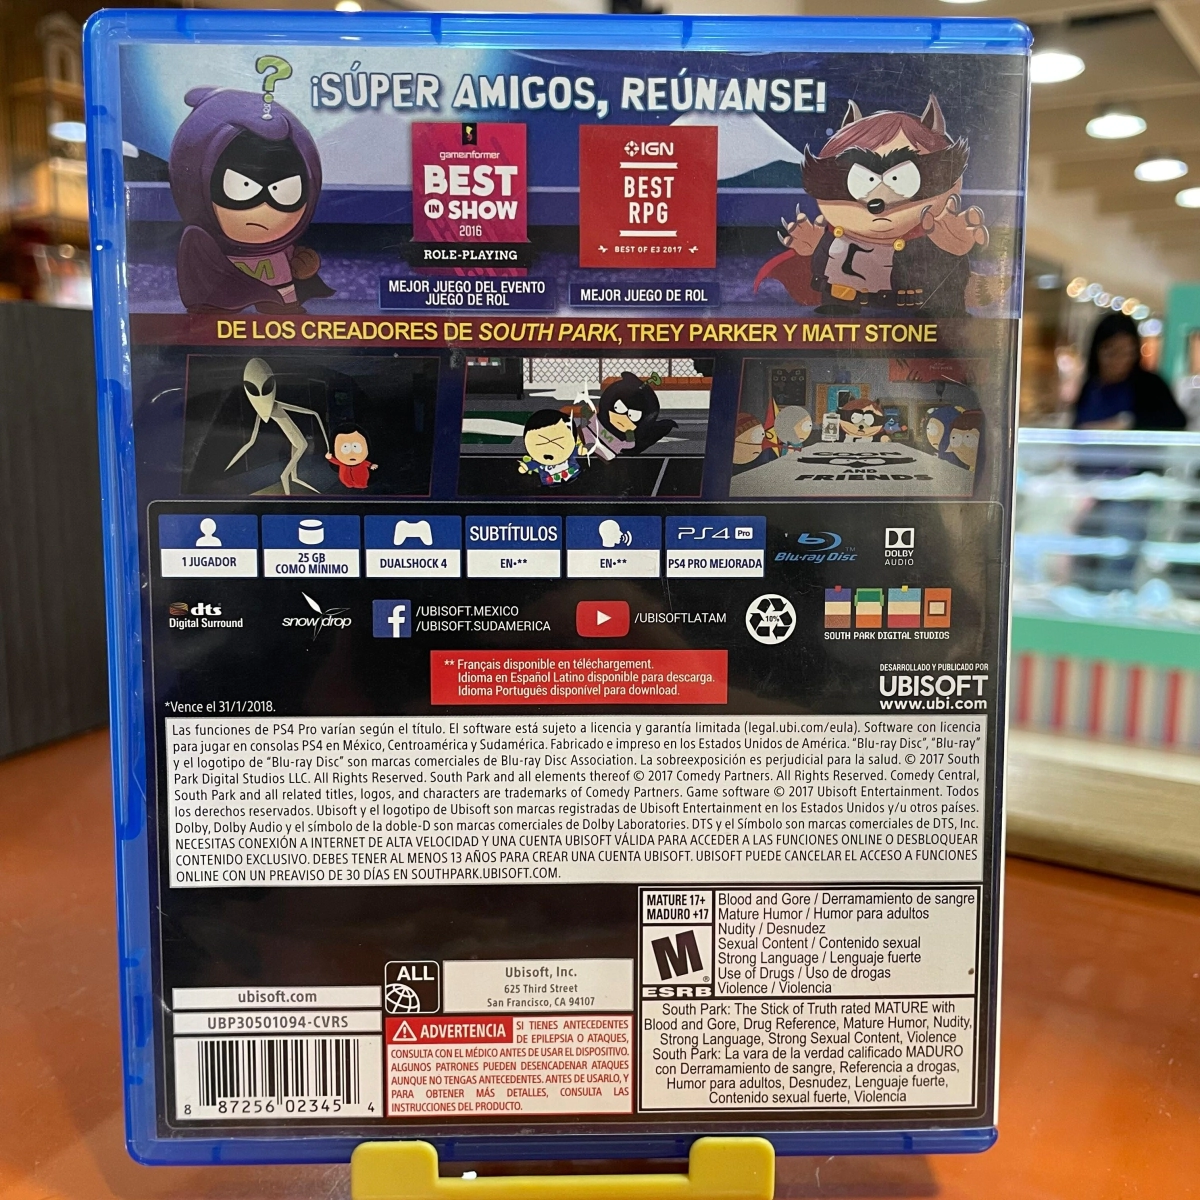 ?
¡SÚPER AMIGOS, REÚNANSE!
gameinformer
BEST
IN SHOW
2016
ROLE-PLAYING
MEJOR JUEGO DEL EVENTO
JUEGO DE ROL
IGN
BEST
RPG
BEST OF E3 2017
MEJOR JUEGO DE ROL
M
DE LOS CREADORES DE SOUTH PARK, TREY PARKER Y MATT STONE
M
COON
AND
FRIENDS
1 JUGADOR
25 GB
COMO MÍNIMO
DUALSHOCK 4
SUBTÍTULOS
EN•**
EN•**
PS4 Pro
PS4 PRO MEJORADA
Blu-ray Disc™
DOLBY
AUDIO
dts
Digital Surround
snowdrop
f
/UBISOFT.MEXICO
/UBISOFT.SUDAMERICA
/UBISOFTLATAM
-10%
SOUTH PARK DIGITAL STUDIOS
** Français disponible en téléchargement.
Idioma en Español Latino disponible para descarga.
Idioma Português disponível para download.
DESARROLLADO Y PUBLICADO POR
UBISOFT
www.ubi.com
*Vence el 31/1/2018.
Las funciones de PS4 Pro varían según el título. El software está sujeto a licencia y garantía limitada (legal.ubi.com/eula). Software con licencia
para jugar en consolas PS4 en México, Centroamérica y Sudamérica. Fabricado e impreso en los Estados Unidos de América. “Blu-ray Disc”, “Blu-ray”
y el logotipo de “Blu-ray Disc” son marcas comerciales de Blu-ray Disc Association. La sobreexposición es perjudicial para la salud. © 2017 South
Park Digital Studios LLC. All Rights Reserved. South Park and all elements thereof © 2017 Comedy Partners. All Rights Reserved. Comedy Central,
South Park and all related titles, logos, and characters are trademarks of Comedy Partners. Game software © 2017 Ubisoft Entertainment. Todos
los derechos reservados. Ubisoft y el logotipo de Ubisoft son marcas registradas de Ubisoft Entertainment en los Estados Unidos y/u otros países.
Dolby, Dolby Audio y el símbolo de la doble-D son marcas comerciales de Dolby Laboratories. DTS y el Símbolo son marcas comerciales de DTS, Inc.
NECESITAS CONEXIÓN A INTERNET DE ALTA VELOCIDAD Y UNA CUENTA UBISOFT VÁLIDA PARA ACCEDER A LAS FUNCIONES ONLINE O DESBLOQUEAR
CONTENIDO EXCLUSIVO. DEBES TENER AL MENOS 13 AÑOS PARA CREAR UNA CUENTA UBISOFT. UBISOFT PUEDE CANCELAR EL ACCESO A FUNCIONES
ONLINE CON UN PREAVISO DE 30 DÍAS EN SOUTHPARK.UBISOFT.COM.
MATURE 17+
MADURO +17
M
®
ESRB
Blood and Gore / Derramamiento de sangre
Mature Humor / Humor para adultos
Nudity / Desnudez
Sexual Content / Contenido sexual
Strong Language / Lenguaje fuerte
Use of Drugs / Uso de drogas
Violence / Violencia
South Park: The Stick of Truth rated MATURE with
Blood and Gore, Drug Reference, Mature Humor, Nudity,
Strong Language, Strong Sexual Content, Violence
South Park: La vara de la verdad calificado MADURO
con Derramamiento de sangre, Referencia a drogas,
Humor para adultos, Desnudez, Lenguaje fuerte,
Contenido sexual fuerte, Violencia
ALL
Ubisoft, Inc.
625 Third Street
San Francisco, CA 94107
ubisoft.com
UBP30501094-CVRS
8 87256 02345 4
ADVERTENCIA
SI TIENES ANTECEDENTES
DE EPILEPSIA O ATAQUES,
CONSULTA CON EL MÉDICO ANTES DE USAR EL DISPOSITIVO.
ALGUNOS PATRONES PUEDEN DESENCADENAR ATAQUES
AUNQUE NO TENGAS ANTECEDENTES. ANTES DE USARLO, Y
PARA OBTENER MÁS DETALLES, CONSULTA LAS
INSTRUCCIONES DEL PRODUCTO.